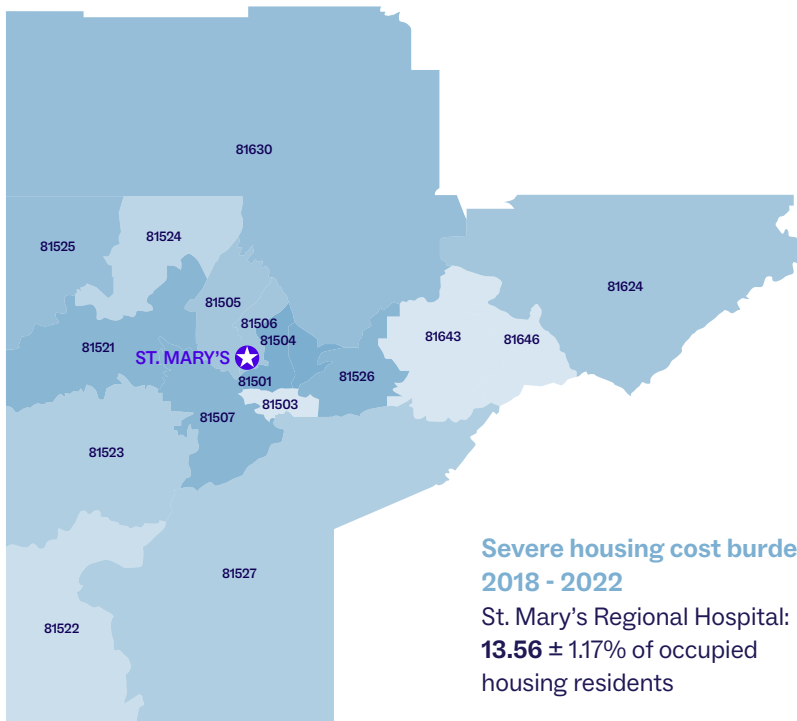 81630
81525
81524
81624
81505
81506
81643
81646
81504
81521
ST. MARY'S
81526
81501
81503
81507
81523
81527
81522
Severe housing cost burde
2018 - 2022
St. Mary's Regional Hospital:
13.56 ± 1.17% of occupied
housing residents